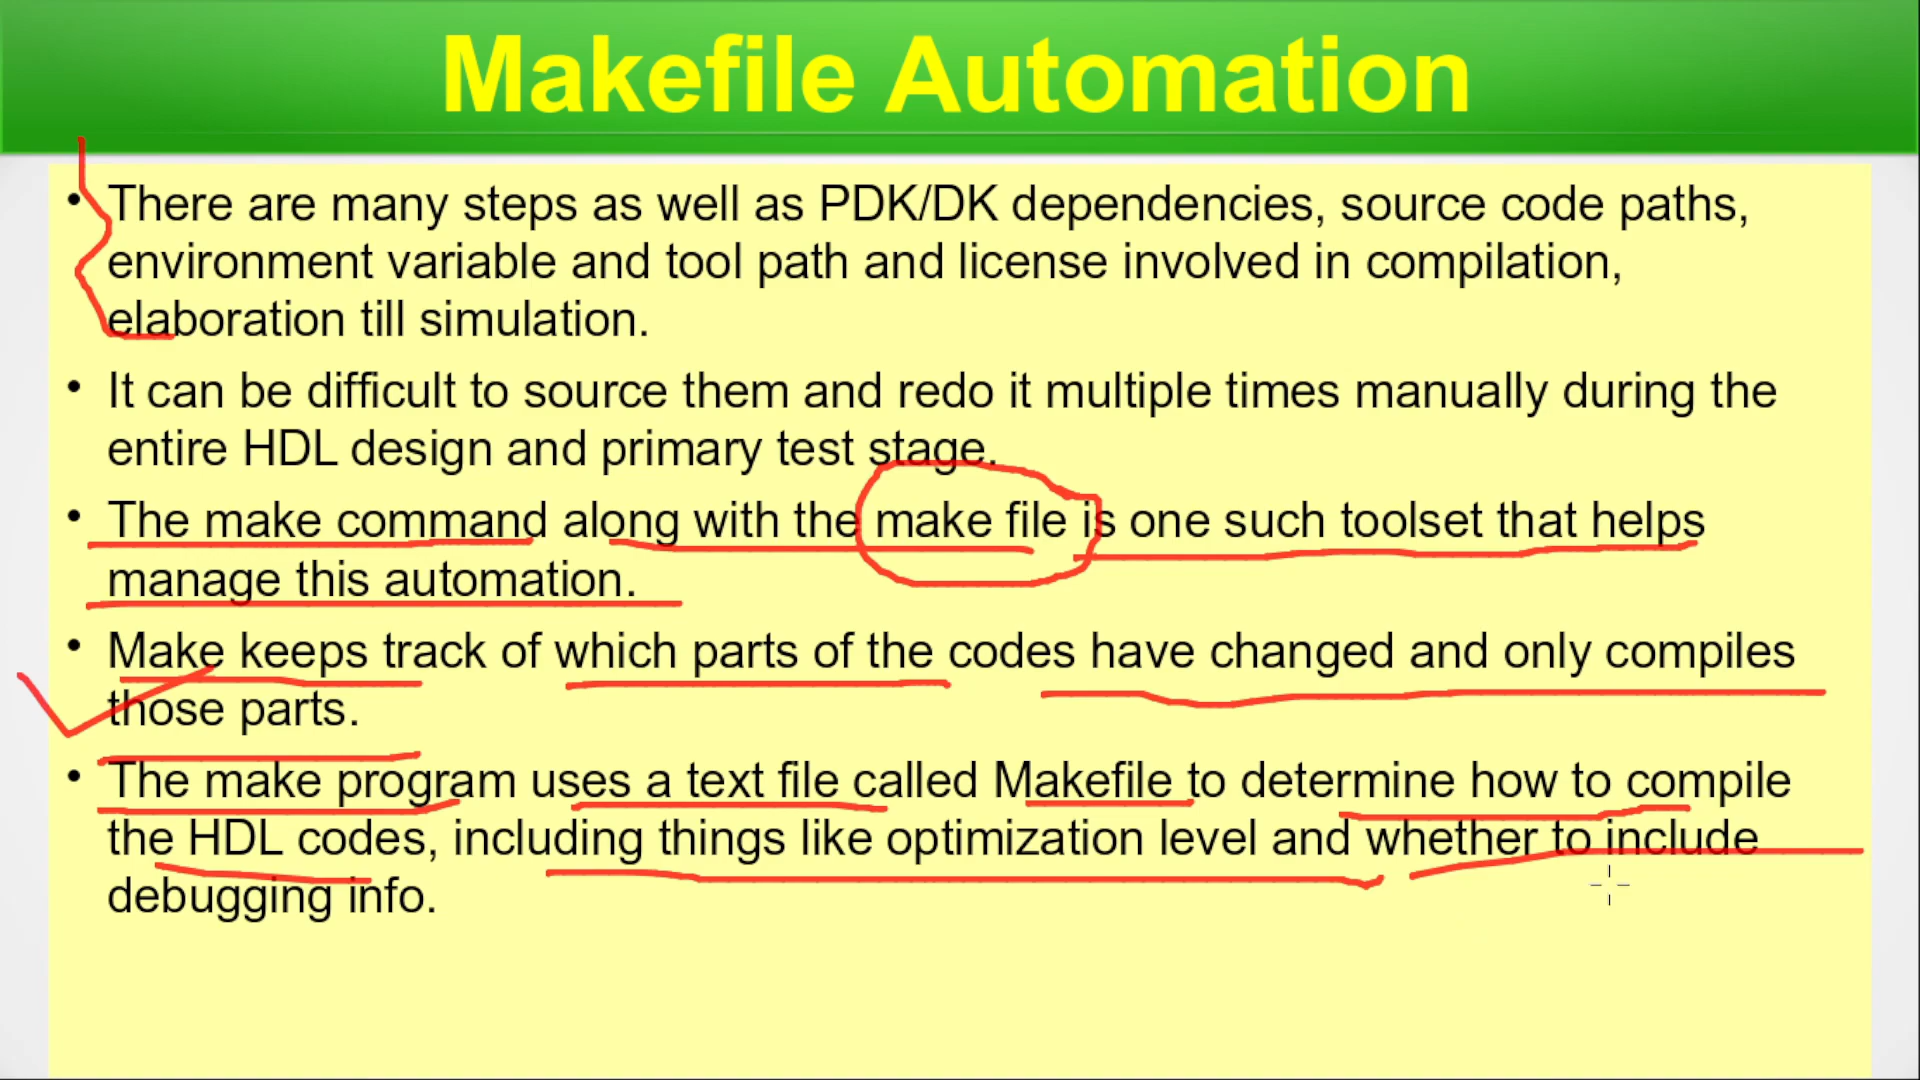 Makefile Automation
• There are many steps as well as PDK/DK dependencies, source code paths,
environment variable and tool path and license involved in compilation,
elaboration till simulation.
• It can be difficult to source them and redo it multiple times manually during the
entire HDL design and primary test stage.
• The make command along with the make file is one such toolset that helps
manage this automation.
• Make keeps track of which parts of the codes have changed and only compiles
those parts.
• The make program uses a text file called Makefile to determine how to compile
the HDL codes, including things like optimization level and whether to include
debugging info.